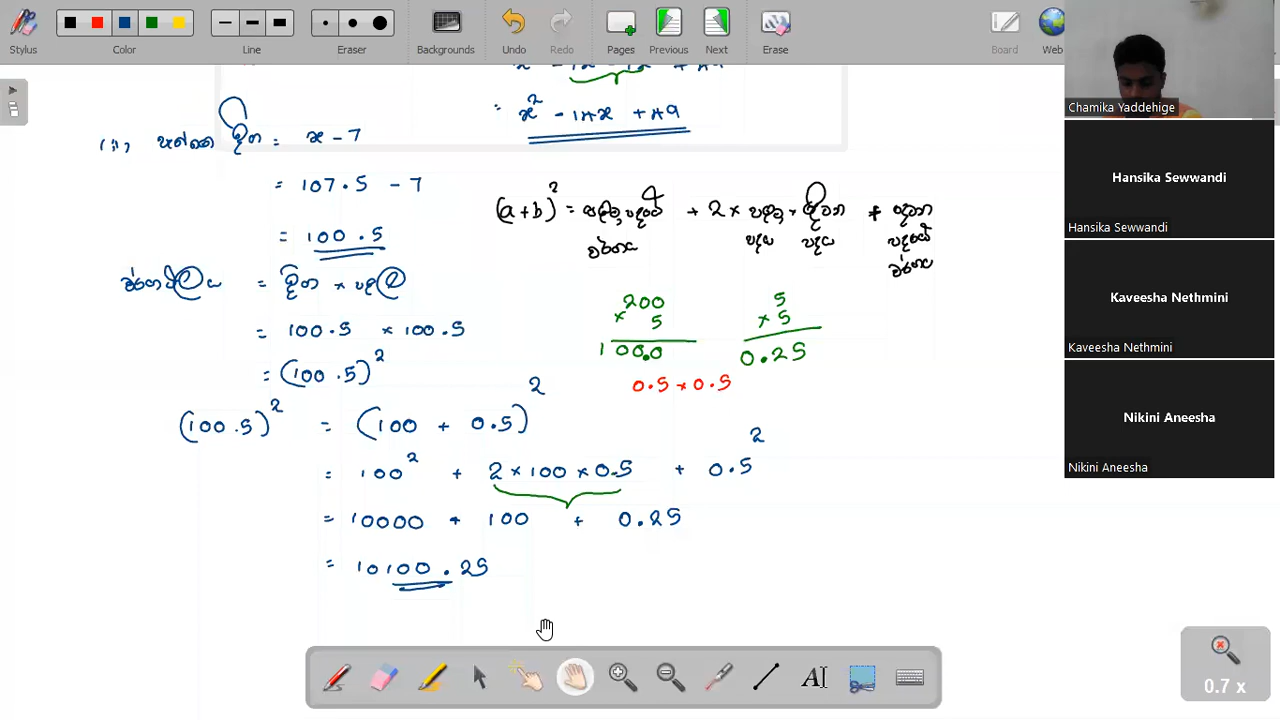 Stylus Color Line Eraser Backgrounds Undo Redo Pages Previous Next Erase Board Web
= x² - 14x + 49
(ii) = x - 7
= 107.5 - 7
= 100.5
(a+b)² = + 2 × පළමු × දෙවන + දෙවන
පදය පදය පදයේ
වර්ගය වර්ගය
වර්ගඵලය = දිග × පළල
= 100.5 × 100.5
= (100.5)²
200
× 5
100.0
5
× 5
0.25
0.5 × 0.5
(100.5)² = (100 + 0.5)²
= 100² + 2 × 100 × 0.5 + 0.5²
= 10000 + 100 + 0.25
= 10100.25
Chamika Yaddehige
Hansika Sewwandi
Hansika Sewwandi
Kaveesha Nethmini
Kaveesha Nethmini
Nikini Aneesha
Nikini Aneesha
0.7 x